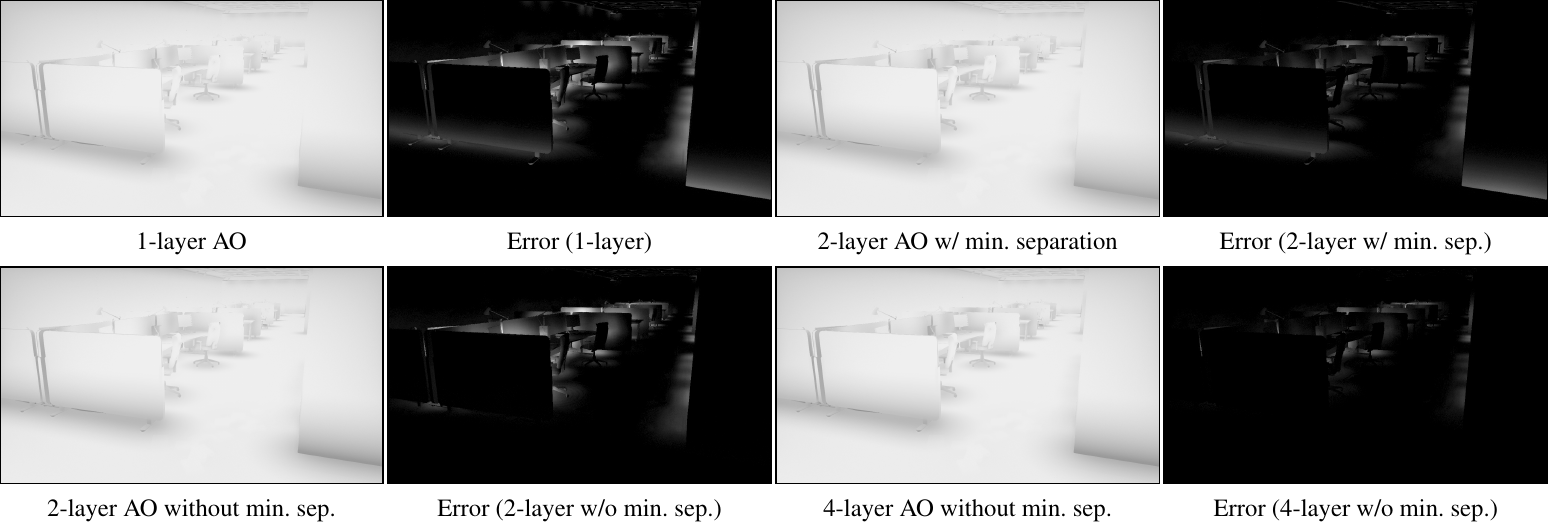 1-layer AO
Error (1-layer)
2-layer AO w/ min. separation
Error (2-layer w/ min. sep.)
2-layer AO without min. sep.
Error (2-layer w/o min. sep.)
4-layer AO without min. sep.
Error (4-layer w/o min. sep.)